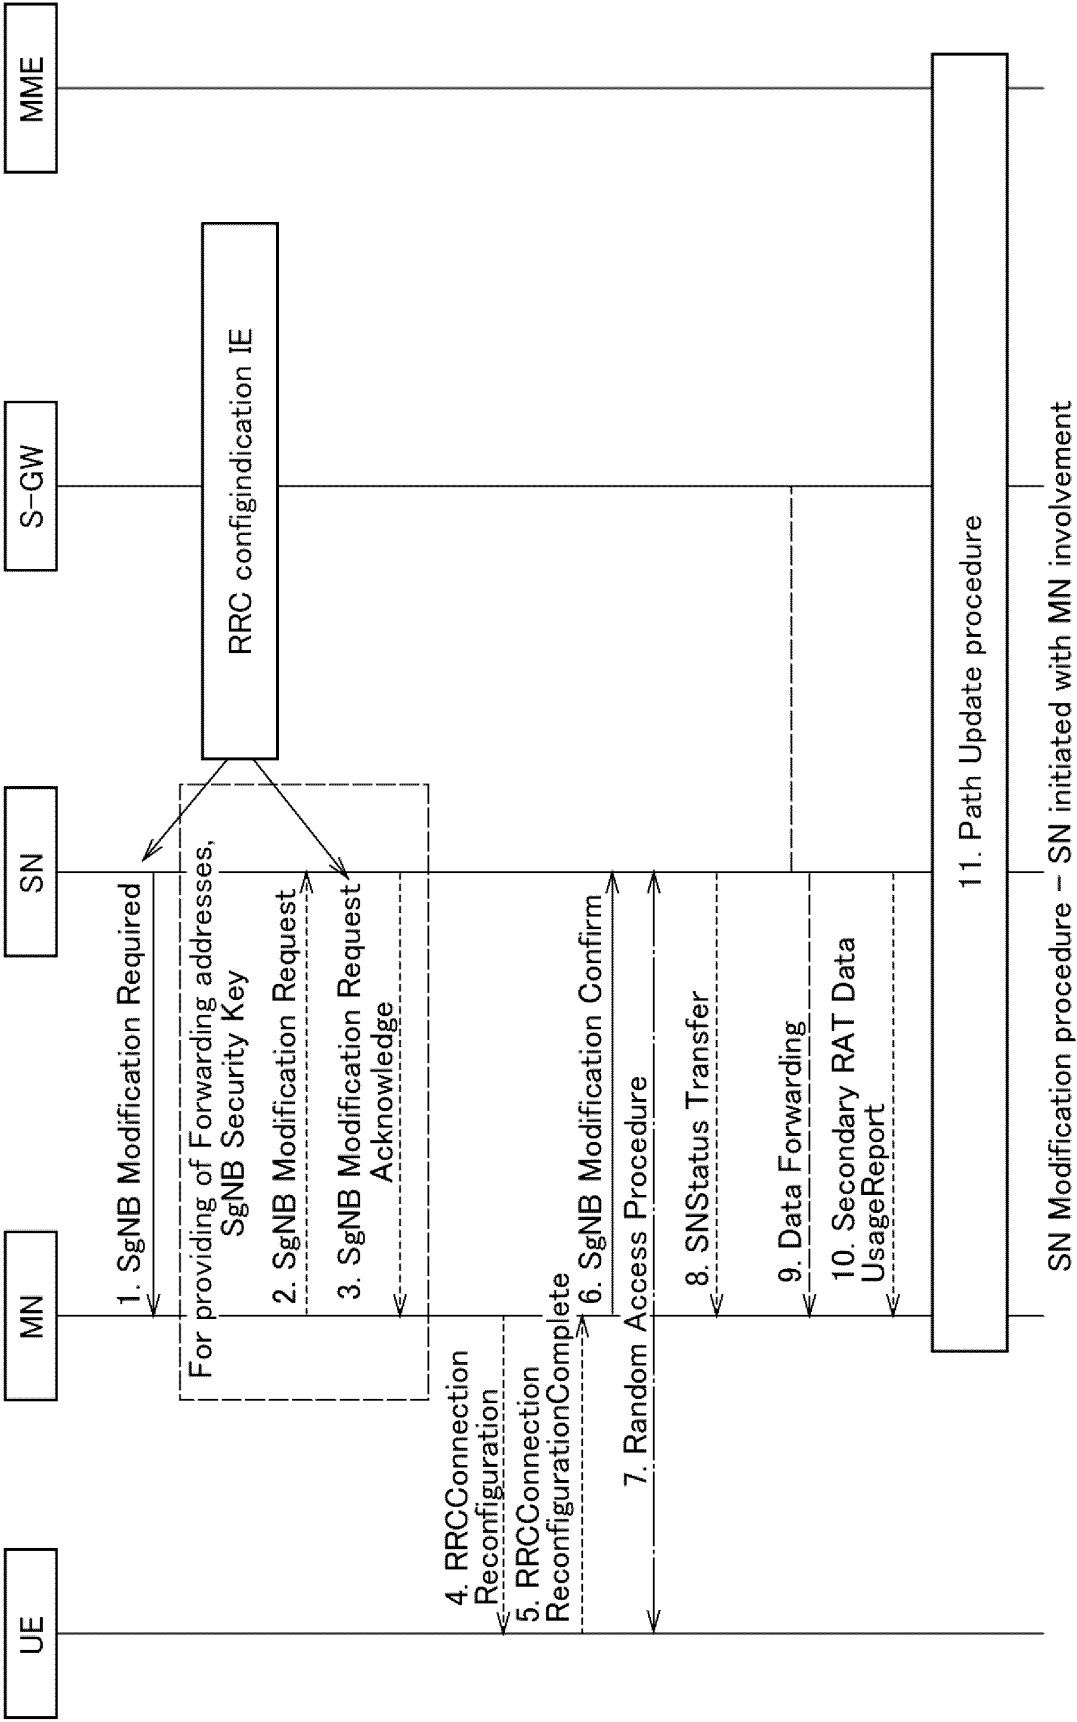 UE
MN
SN
S-GW
MME
1. SgNB Modification Required
RRC configindication IE
For providing of Forwarding addresses,
SgNB Security Key
2. SgNB Modification Request
3. SgNB Modification Request
Acknowledge
4. RRCConnection
Reconfiguration
5. RRCConnection
ReconfigurationComplete
6. SgNB Modification Confirm
7. Random Access Procedure
8. SNStatus Transfer
9. Data Forwarding
10. Secondary RAT Data
UsageReport
11. Path Update procedure
SN Modification procedure - SN initiated with MN involvement